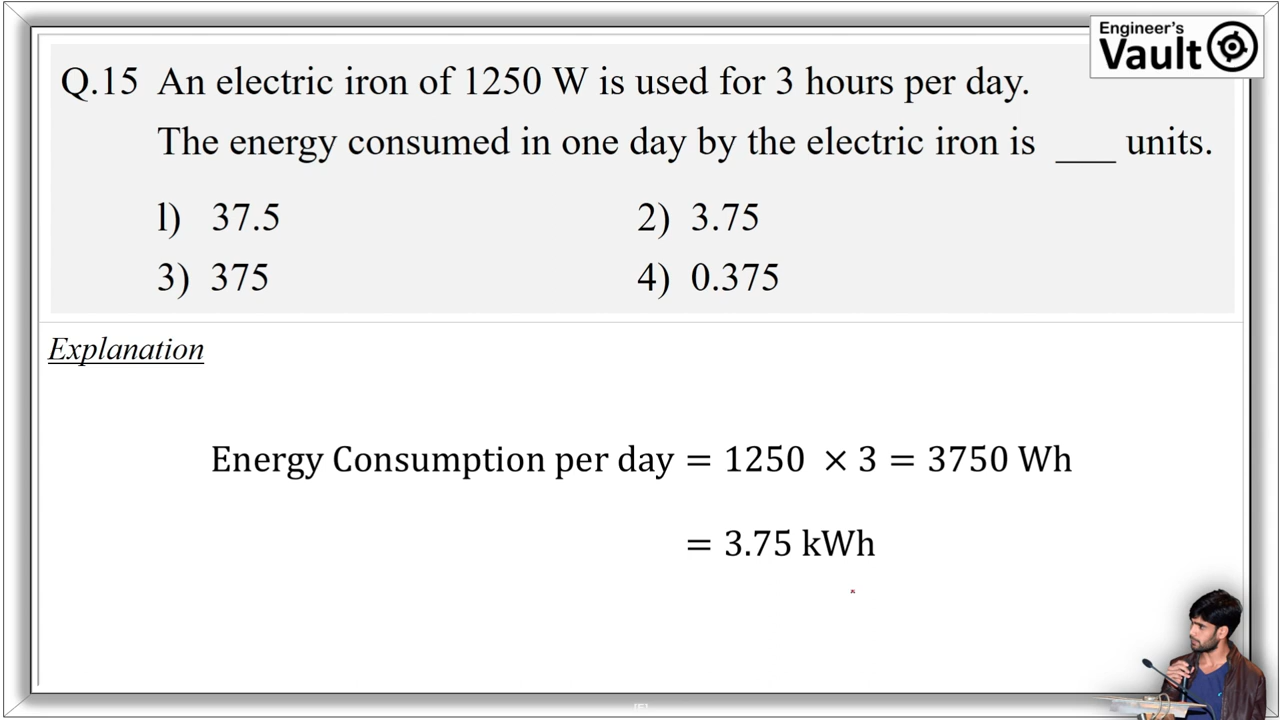 Engineer's
Vault
Q.15 An electric iron of 1250 W is used for 3 hours per day.
The energy consumed in one day by the electric iron is ___ units.
1) 37.5 2) 3.75
3) 375 4) 0.375
Explanation
Energy Consumption per day = 1250 × 3 = 3750 Wh
= 3.75 kWh